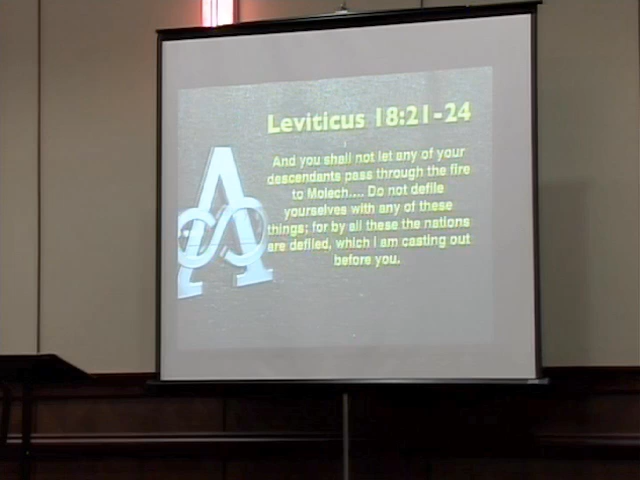 Leviticus 18:21-24
And you shall not let any of your
descendants pass through the fire
to Molech.... Do not defile
yourselves with any of these
things; for by all these the nations
are defiled, which I am casting out
before you.